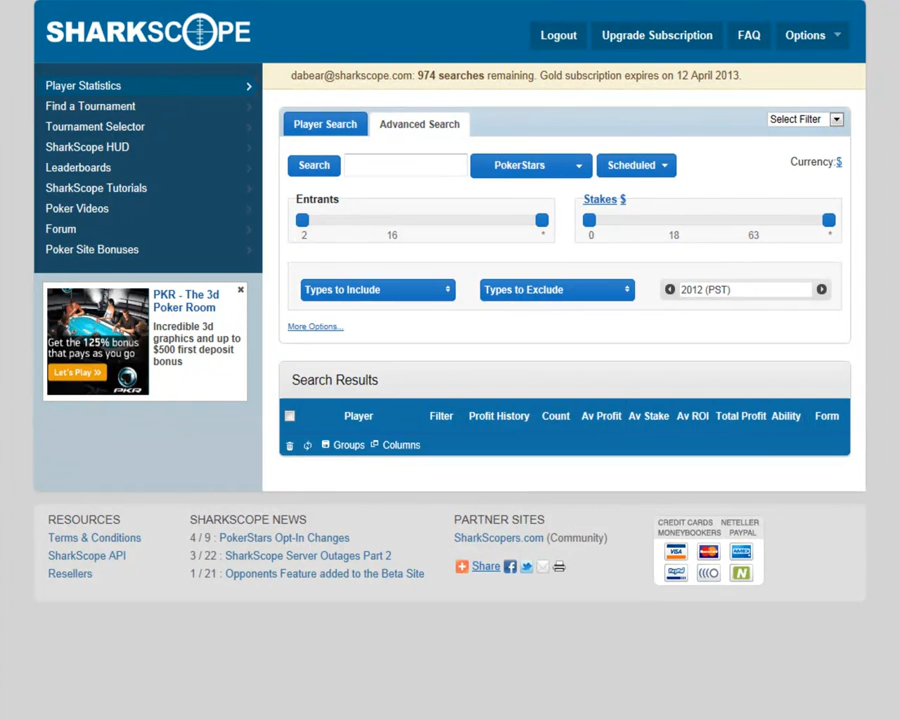 SHARKSCOPE
Logout
Upgrade Subscription
FAQ
Options
Player Statistics
Find a Tournament
Tournament Selector
SharkScope HUD
Leaderboards
SharkScope Tutorials
Poker Videos
Forum
Poker Site Bonuses
PKR - The 3d
Poker Room
Incredible 3d
graphics and up to
$500 first deposit
bonus
Get the 125% bonus
that pays as you go
Let's Play »
PKR
dabear@sharkscope.com: 974 searches remaining. Gold subscription expires on 12 April 2013.
Player Search
Advanced Search
Select Filter
Search
PokerStars
Scheduled
Currency:$
Entrants
2 16 *
Stakes $
0 18 63 *
Types to Include
Types to Exclude
2012 (PST)
More Options...
Search Results
Player Filter Profit History Count Av Profit Av Stake Av ROI Total Profit Ability Form
Groups Columns
RESOURCES
Terms & Conditions
SharkScope API
Resellers
SHARKSCOPE NEWS
4 / 9 : PokerStars Opt-In Changes
3 / 22 : SharkScope Server Outages Part 2
1 / 21 : Opponents Feature added to the Beta Site
PARTNER SITES
SharkScopers.com (Community)
Share
CREDIT CARDS NETELLER
MONEYBOOKERS PAYPAL
VISA
PayPal
N